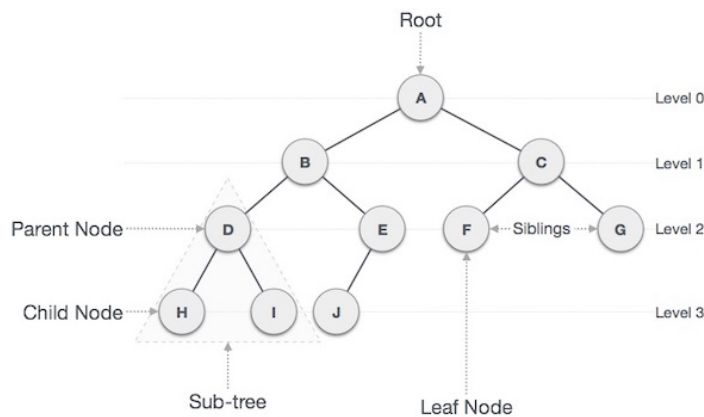 Root
A
Level 0
B
C
Level 1
Parent Node
D
E
F
Siblings
G
Level 2
Child Node
H
I
J
Level 3
Sub-tree
Leaf Node